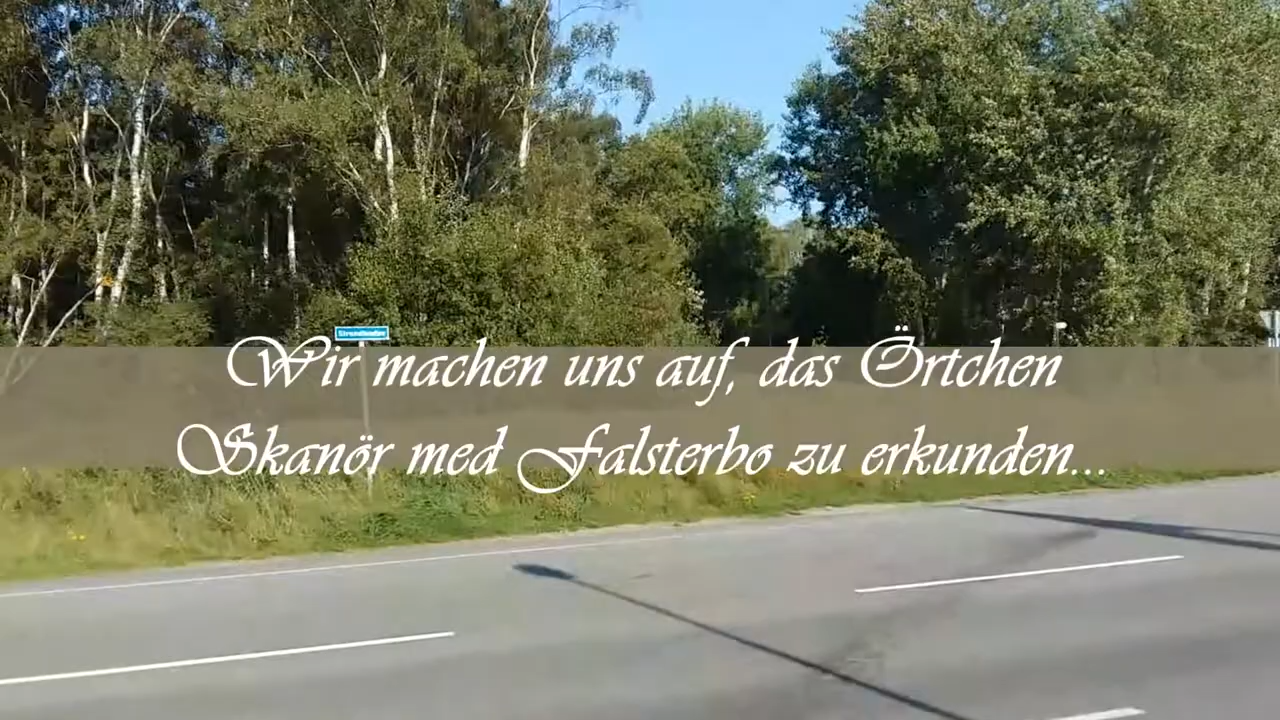 Wir machen uns auf, das Örtchen
Skanör med Falsterbo zu erkunden...